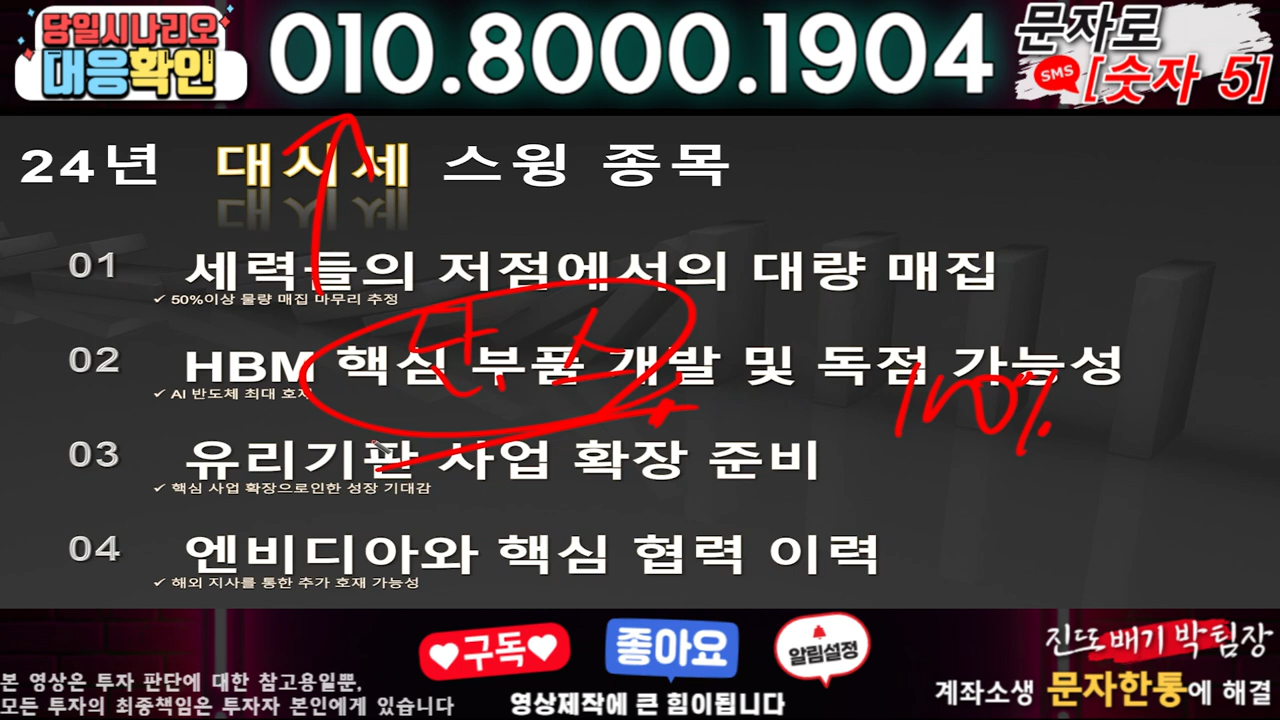 당일시나리오
대응확인
010.8000.1904
문자로
SMS
[숫자 5]
24년 대시세 스윙 종목
01 세력들의 저점에서의 대량 매집
✓ 50%이상 물량 매집 마무리 추정
02 HBM 핵심 부품 개발 및 독점 가능성
✓ AI 반도체 최대 호재
100%
03 유리기판 사업 확장 준비
✓ 핵심 사업 확장으로인한 성장 기대감
04 엔비디아와 핵심 협력 이력
✓ 해외 지사를 통한 추가 호재 가능성
구독
좋아요
알림설정
진또배기 박팀장
본 영상은 투자 판단에 대한 참고용일뿐,
모든 투자의 최종책임은 투자자 본인에게 있습니다
영상제작에 큰 힘이됩니다
계좌소생 문자한통에 해결